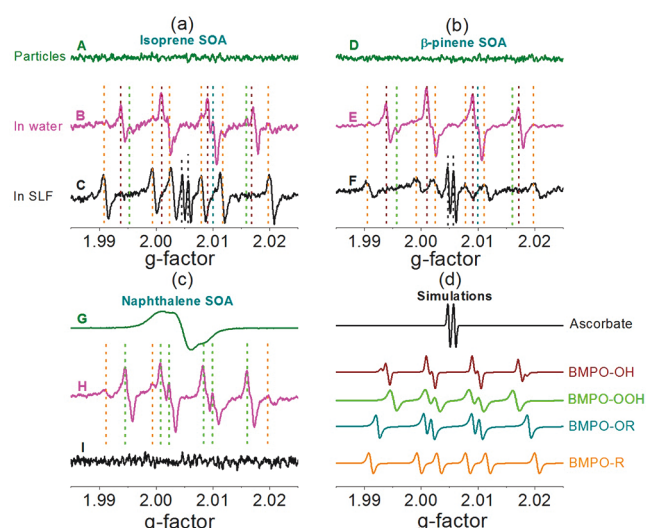 (a)
Isoprene SOA
A
Particles
B
In water
C
In SLF
1.99 2.00 2.01 2.02
g-factor
(b)
β-pinene SOA
D
E
F
1.99 2.00 2.01 2.02
g-factor
(c)
Naphthalene SOA
G
H
I
1.99 2.00 2.01 2.02
g-factor
(d)
Simulations
Ascorbate
BMPO-OH
BMPO-OOH
BMPO-OR
BMPO-R
1.99 2.00 2.01 2.02
g-factor